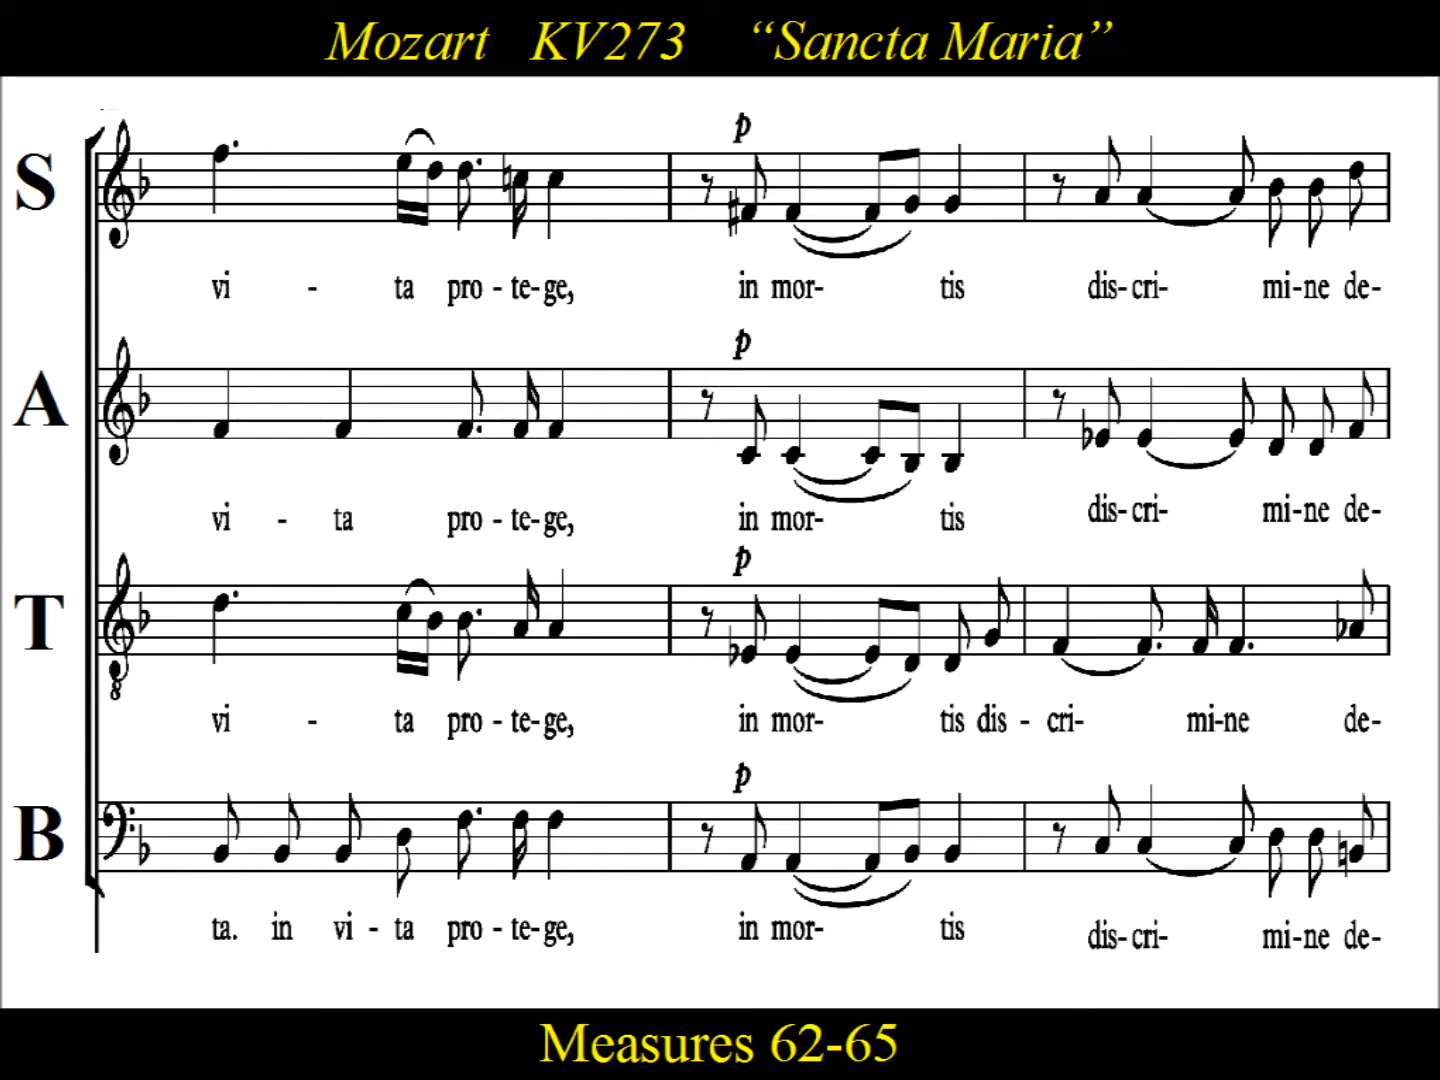 Mozart KV273 “Sancta Maria”
p
S
vi - ta pro - te- ge, in mor- tis dis- cri- mi- ne de-
p
A
vi - ta pro - te- ge, in mor- tis dis- cri- mi- ne de-
p
T
8
vi - ta pro - te- ge, in mor- tis dis - cri- mi- ne de-
p
B
ta. in vi - ta pro - te- ge, in mor- tis dis- cri- mi- ne de-
Measures 62-65